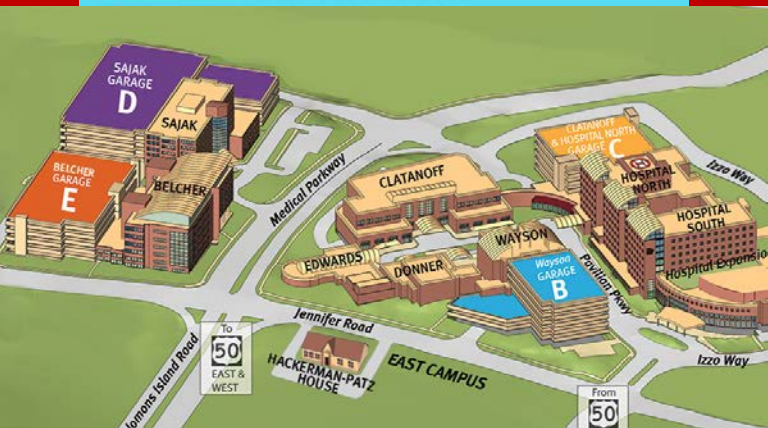 SAJAK
GARAGE
D
SAJAK
BELCHER
GARAGE
E
BELCHER
Medical Parkway
CLATANOFF
CLATANOFF
& HOSPITAL NORTH
GARAGE C
H
HOSPITAL
NORTH
HOSPITAL
SOUTH
Izzo Way
EDWARDS
DONNER
WAYSON
Wayson
GARAGE
B
Pavilion Pkwy
Hospital Expansio
Jennifer Road
lomons Island Road
To
50
EAST &
WEST
HACKERMAN-PATZ
HOUSE
EAST CAMPUS
Izzo Way
From
50